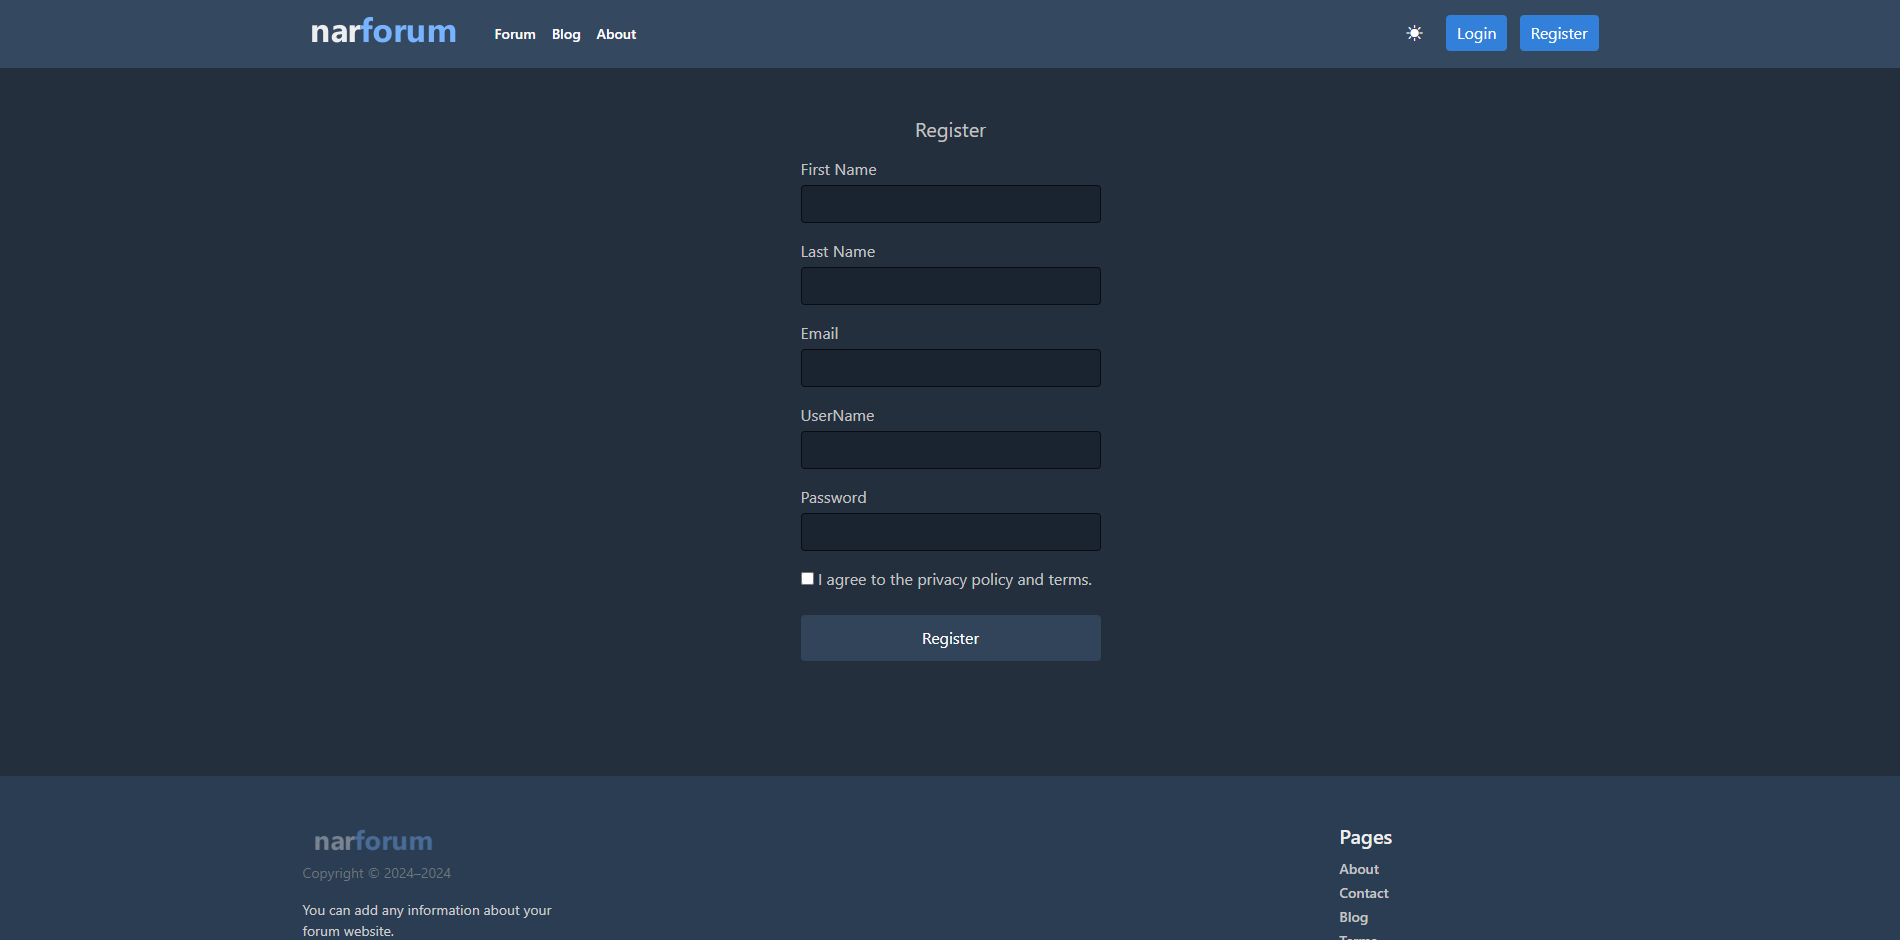 narforum
Forum Blog About
Login Register
Register
First Name
Last Name
Email
UserName
Password
I agree to the privacy policy and terms.
Register
narforum
Copyright © 2024–2024
You can add any information about your
forum website.
Pages
About
Contact
Blog
Terms